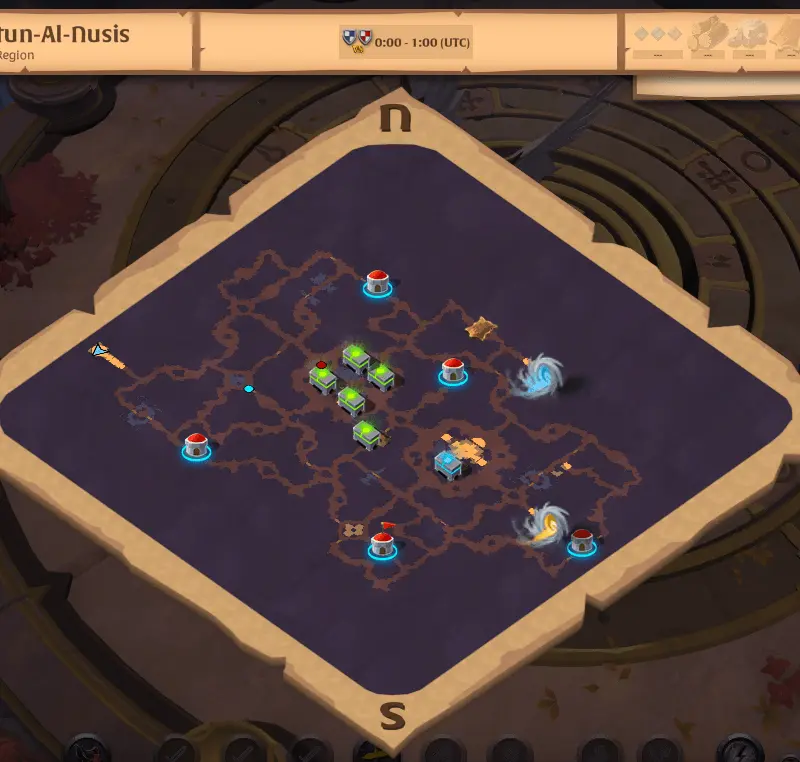 tun-Al-Nusis
Region
0:00 - 1:00 (UTC)
--- --- --- ---
N
S